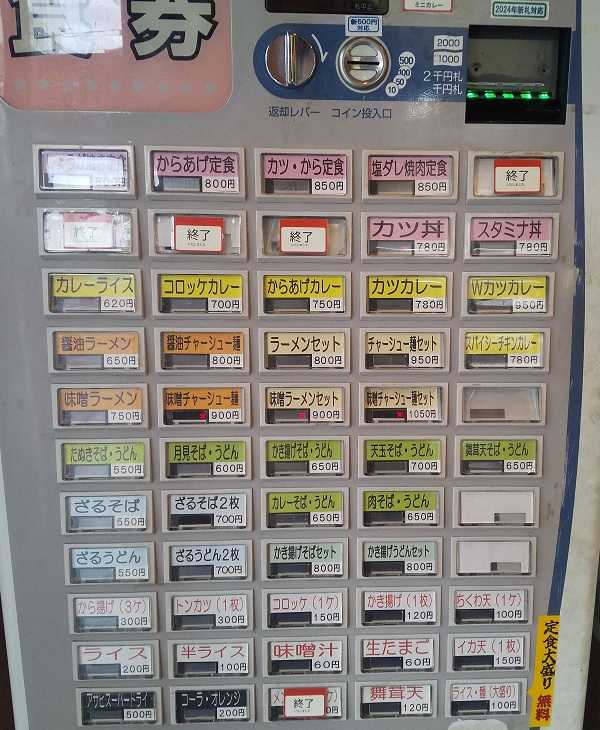 食券
札中止
ミニカレー
新500円対応
2024年新札対応
500
100
50
10
2000
1000
2千円札
千円札
返却レバー コイン投入口
からあげ定食 800円
カツ・から定食 850円
塩ダレ焼肉定食 850円
終了
終了
終了
終了
カツ丼 780円
スタミナ丼 780円
カレーライス 620円
コロッケカレー 700円
からあげカレー 750円
カツカレー 780円
Wカツカレー 950円
醤油ラーメン 650円
醤油チャーシュー麺 800円
ラーメンセット 800円
チャーシュー麺セット 950円
スパイシーチキンカレー 780円
味噌ラーメン 750円
味噌チャーシュー麺 900円
味噌ラーメンセット 900円
味噌チャーシュー麺セット 1050円
たぬきそば・うどん 550円
月見そば・うどん 600円
かき揚げそば・うどん 650円
天玉そば・うどん 700円
舞茸天そば・うどん 650円
ざるそば 550円
ざるそば2枚 700円
カレーそば・うどん 650円
肉そば・うどん 650円
ざるうどん 550円
ざるうどん2枚 700円
かき揚げそばセット 800円
かき揚げうどんセット 800円
から揚げ(3ケ) 300円
トンカツ(1枚) 300円
コロッケ(1ケ) 150円
かき揚げ(1枚) 120円
ちくわ天(1ケ) 100円
ライス 200円
半ライス 100円
味噌汁 60円
生たまご 60円
イカ天(1枚) 150円
アサヒスーパードライ 500円
コーラ・オレンジ 200円
終了
舞茸天 120円
ライス・麺(大盛り) 100円
定食大盛り無料